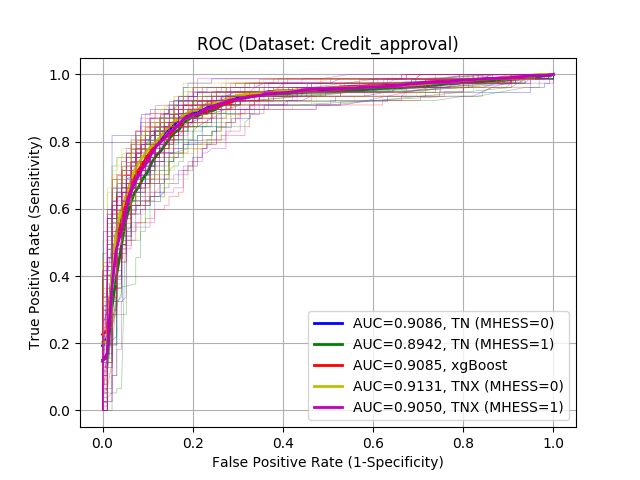 ROC (Dataset: Credit_approval)
1.0
0.8
0.6
0.4
0.2
0.0
True Positive Rate (Sensitivity)
AUC=0.9086, TN (MHESS=0)
AUC=0.8942, TN (MHESS=1)
AUC=0.9085, xgBoost
AUC=0.9131, TNX (MHESS=0)
AUC=0.9050, TNX (MHESS=1)
0.0 0.2 0.4 0.6 0.8 1.0
False Positive Rate (1-Specificity)